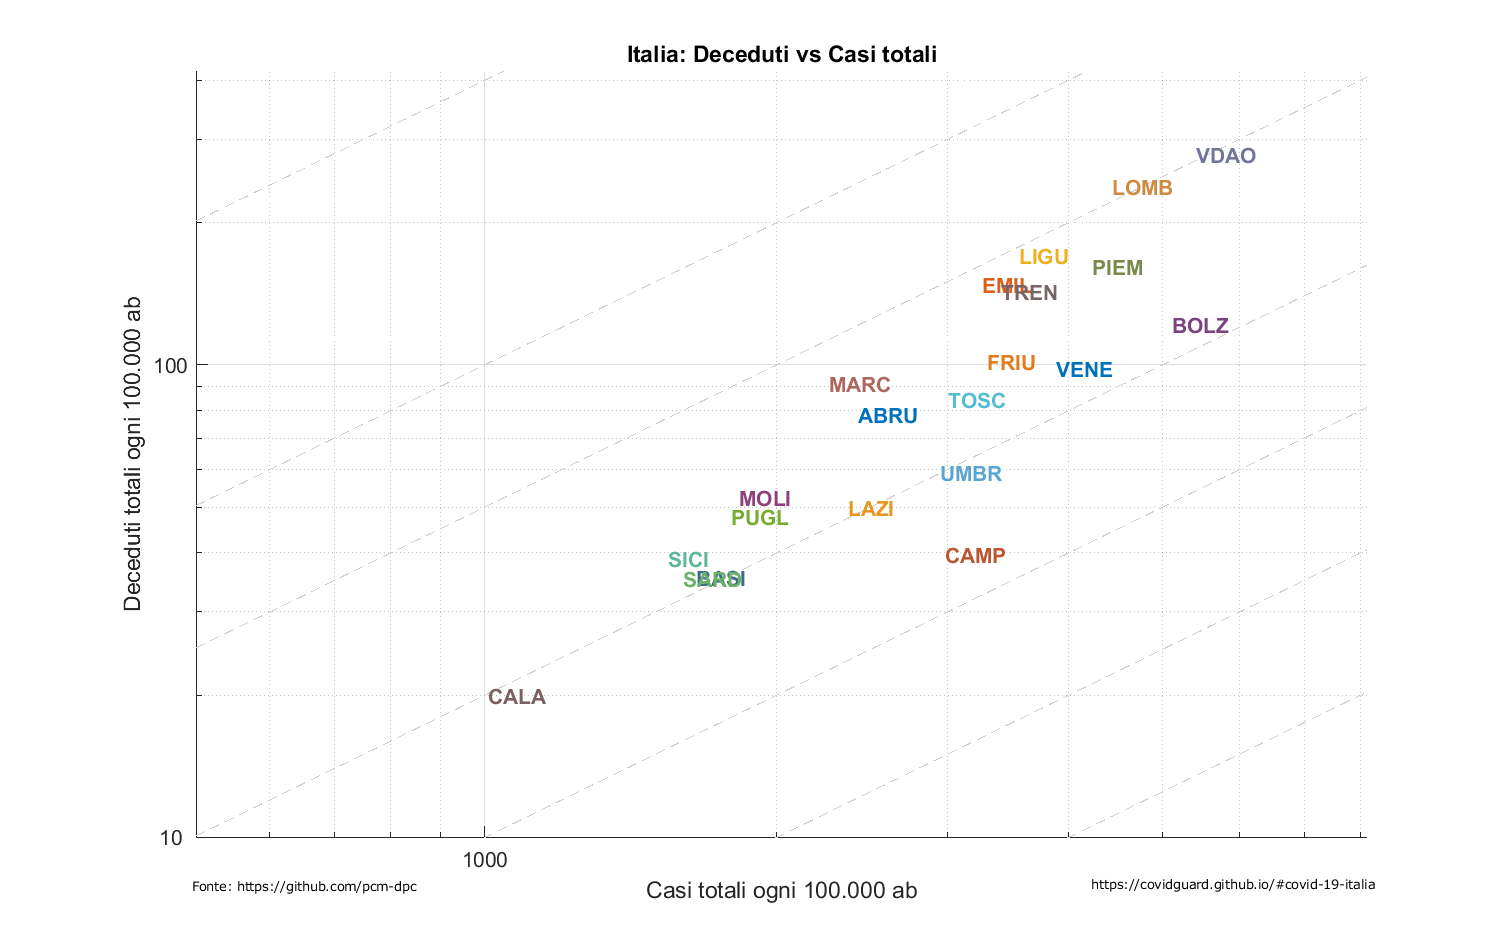 Italia: Deceduti vs Casi totali
VDAO
LOMB
LIGU
PIEM
EMIL
TREN
BOLZ
FRIU
VENE
MARC
TOSC
ABRU
UMBR
MOLI
LAZI
PUGL
CAMP
SICI
SARD
BASI
CALA
100
10
1000
Deceduti totali ogni 100.000 ab
Casi totali ogni 100.000 ab
Fonte: https://github.com/pcm-dpc
https://covidguard.github.io/#covid-19-italia